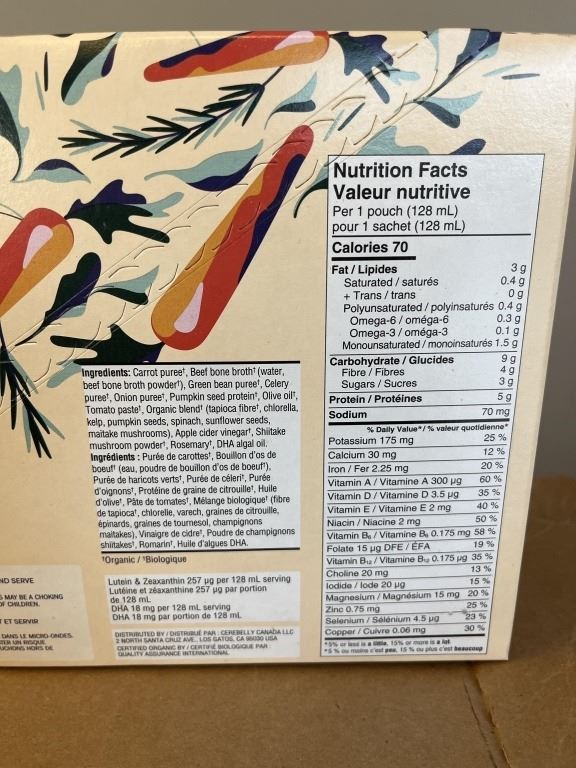 Nutrition Facts
Valeur nutritive
Per 1 pouch (128 mL)
pour 1 sachet (128 mL)
Calories 70
Fat / Lipides 3 g
Saturated / saturés 0.4 g
+ Trans / trans 0 g
Polyunsaturated / polyinsaturés 0.4 g
Omega-6 / oméga-6 0.3 g
Omega-3 / oméga-3 0.1 g
Monounsaturated / monoinsaturés 1.5 g
Carbohydrate / Glucides 9 g
Fibre / Fibres 4 g
Sugars / Sucres 3 g
Protein / Protéines 5 g
Sodium 70 mg
% Daily Value* / % valeur quotidienne*
Potassium 175 mg 25 %
Calcium 30 mg 12 %
Iron / Fer 2.25 mg 20 %
Vitamin A / Vitamine A 300 µg 60 %
Vitamin D / Vitamine D 3.5 µg 35 %
Vitamin E / Vitamine E 2 mg 40 %
Niacin / Niacine 2 mg 50 %
Vitamin B₆ / Vitamine B₆ 0.175 mg 58 %
Folate 15 µg DFE / ÉFA 19 %
Vitamin B₁₂ / Vitamine B₁₂ 0.175 µg 35 %
Choline 20 mg 13 %
Iodide / Iode 20 µg 15 %
Magnesium / Magnésium 15 mg 20 %
Zinc 0.75 mg 25 %
Selenium / Sélénium 4.5 µg 23 %
Copper / Cuivre 0.06 mg 30 %
*5% or less is a little, 15% or more is a lot
*5 % ou moins c'est peu, 15 % ou plus c'est beaucoup
Ingredients: Carrot puree†, Beef bone broth† (water,
beef bone broth powder†), Green bean puree†, Celery
puree†, Onion puree†, Pumpkin seed protein†, Olive oil†,
Tomato paste†, Organic blend† (tapioca fibre†, chlorella,
kelp, pumpkin seeds, spinach, sunflower seeds,
maitake mushrooms), Apple cider vinegar†, Shiitake
mushroom powder†, Rosemary†, DHA algal oil.
Ingrédients : Purée de carottes†, Bouillon d'os de
boeuf† (eau, poudre de bouillon d'os de boeuf†),
Purée de haricots verts†, Purée de céleri†, Purée
d'oignons†, Protéine de graine de citrouille†, Huile
d'olive†, Pâte de tomates†, Mélange biologique† (fibre
de tapioca†, chlorelle, varech, graines de citrouille,
épinards, graines de tournesol, champignons
maitakes), Vinaigre de cidre†, Poudre de champignons
shiitakes†, Romarin†, Huile d'algues DHA.
†Organic / †Biologique
Lutein & Zeaxanthin 257 µg per 128 mL serving
Lutéine et zéaxanthine 257 µg par portion
de 128 mL
DHA 18 mg per 128 mL serving
DHA 18 mg par portion de 128 mL
DISTRIBUTED BY / DISTRIBUÉ PAR : CEREBELLY CANADA LLC
2 NORTH SANTA CRUZ AVE. LOS GATOS, CA 95030 USA
CERTIFIED ORGANIC BY / CERTIFIÉ BIOLOGIQUE PAR :
QUALITY ASSURANCE INTERNATIONAL
ND SERVE
S MAY BE A CHOKING
OF CHILDREN.
T ET SERVIR
DANS LE MICRO-ONDES.
TER UN RISQUE
UCHONS HORS DE